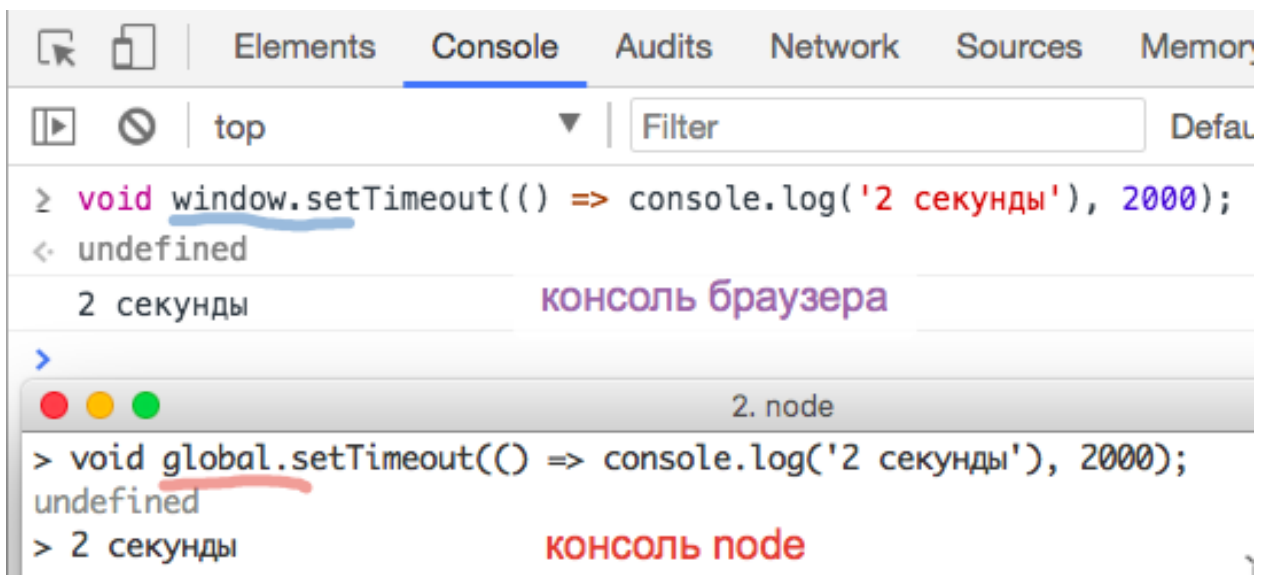 Elements Console Audits Network Sources Memory
top ▼ Filter Defau
> void window.setTimeout(() => console.log('2 секунды'), 2000);
<· undefined
2 секунды
консоль браузера
>
2. node
> void global.setTimeout(() => console.log('2 секунды'), 2000);
undefined
> 2 секунды
консоль node